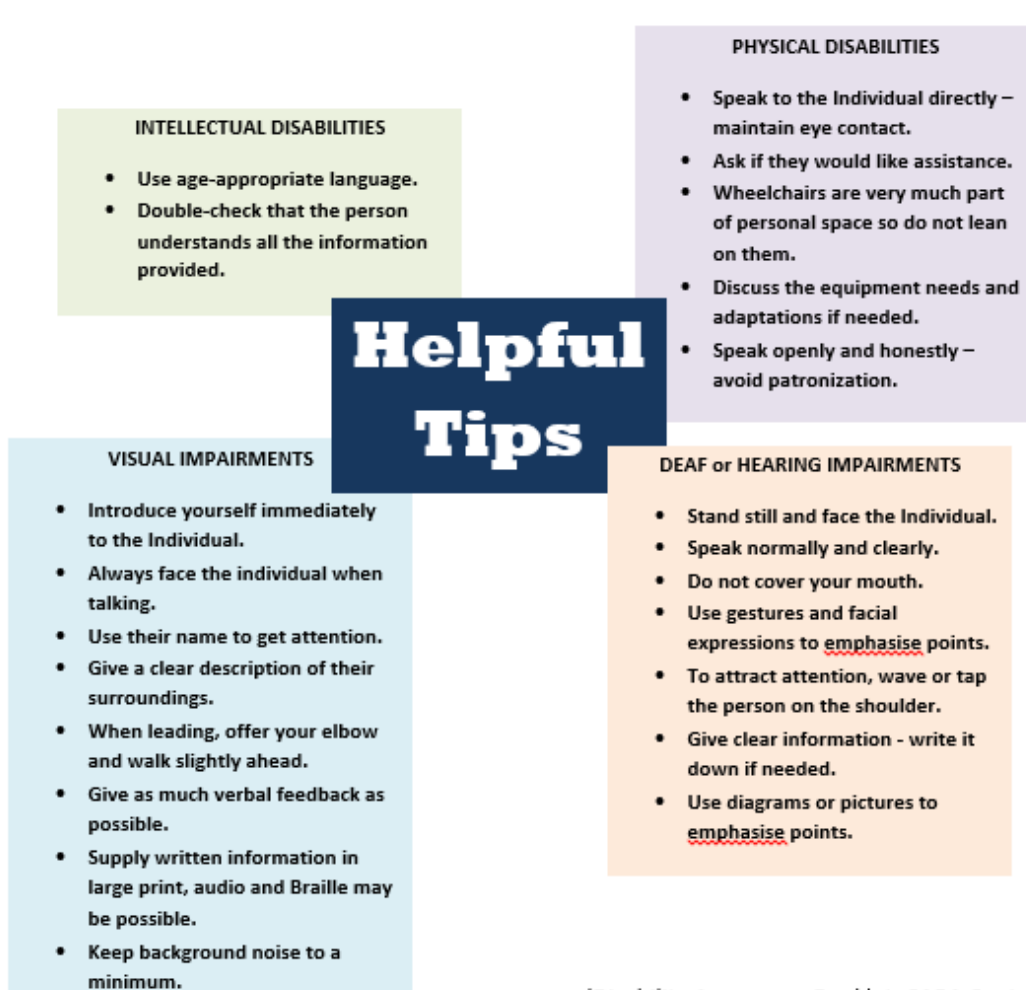 INTELLECTUAL DISABILITIES
• Use age-appropriate language.
• Double-check that the person
understands all the information
provided.
PHYSICAL DISABILITIES
• Speak to the Individual directly –
maintain eye contact.
• Ask if they would like assistance.
• Wheelchairs are very much part
of personal space so do not lean
on them.
• Discuss the equipment needs and
adaptations if needed.
• Speak openly and honestly –
avoid patronization.
Helpful
Tips
VISUAL IMPAIRMENTS
• Introduce yourself immediately
to the Individual.
• Always face the individual when
talking.
• Use their name to get attention.
• Give a clear description of their
surroundings.
• When leading, offer your elbow
and walk slightly ahead.
• Give as much verbal feedback as
possible.
• Supply written information in
large print, audio and Braille may
be possible.
• Keep background noise to a
minimum.
DEAF or HEARING IMPAIRMENTS
• Stand still and face the Individual.
• Speak normally and clearly.
• Do not cover your mouth.
• Use gestures and facial
expressions to emphasise points.
• To attract attention, wave or tap
the person on the shoulder.
• Give clear information - write it
down if needed.
• Use diagrams or pictures to
emphasise points.